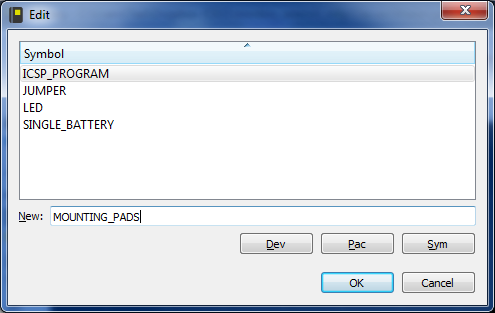 Edit
Symbol
ICSP_PROGRAM
JUMPER
LED
SINGLE_BATTERY
New: MOUNTING_PADS
Dev Pac Sym
OK Cancel